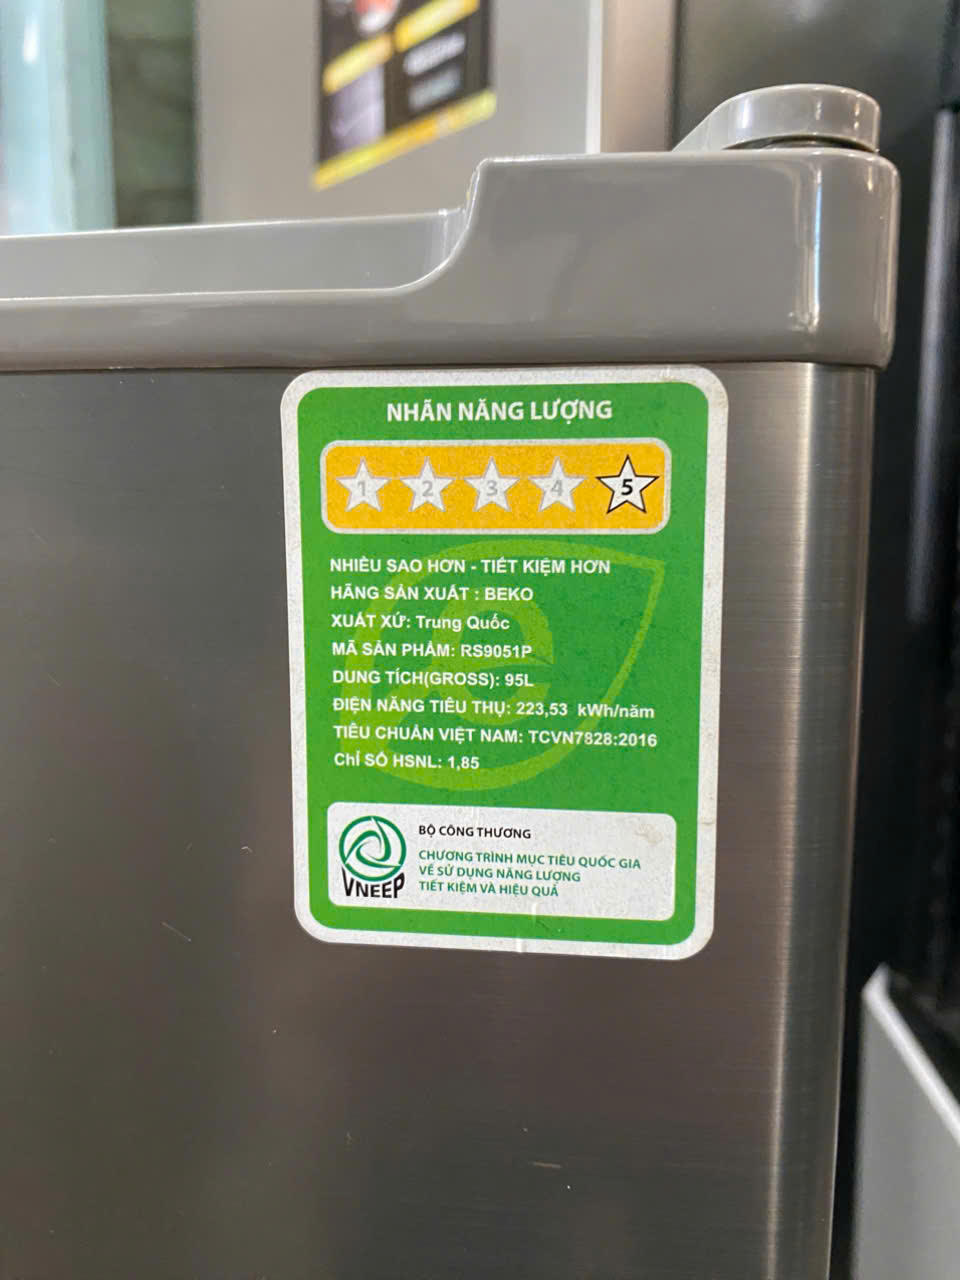 NHÃN NĂNG LƯỢNG
1 2 3 4 5
NHIỀU SAO HƠN - TIẾT KIỆM HƠN
HÃNG SẢN XUẤT : BEKO
XUẤT XỨ: Trung Quốc
MÃ SẢN PHẨM: RS9051P
DUNG TÍCH(GROSS): 95L
ĐIỆN NĂNG TIÊU THỤ: 223,53 kWh/năm
TIÊU CHUẨN VIỆT NAM: TCVN7828:2016
Chỉ SỐ HSNL: 1,85
BỘ CÔNG THƯƠNG
CHƯƠNG TRÌNH MỤC TIÊU QUỐC GIA
VỀ SỬ DỤNG NĂNG LƯỢNG
TIẾT KIỆM VÀ HIỆU QUẢ
VNEEP